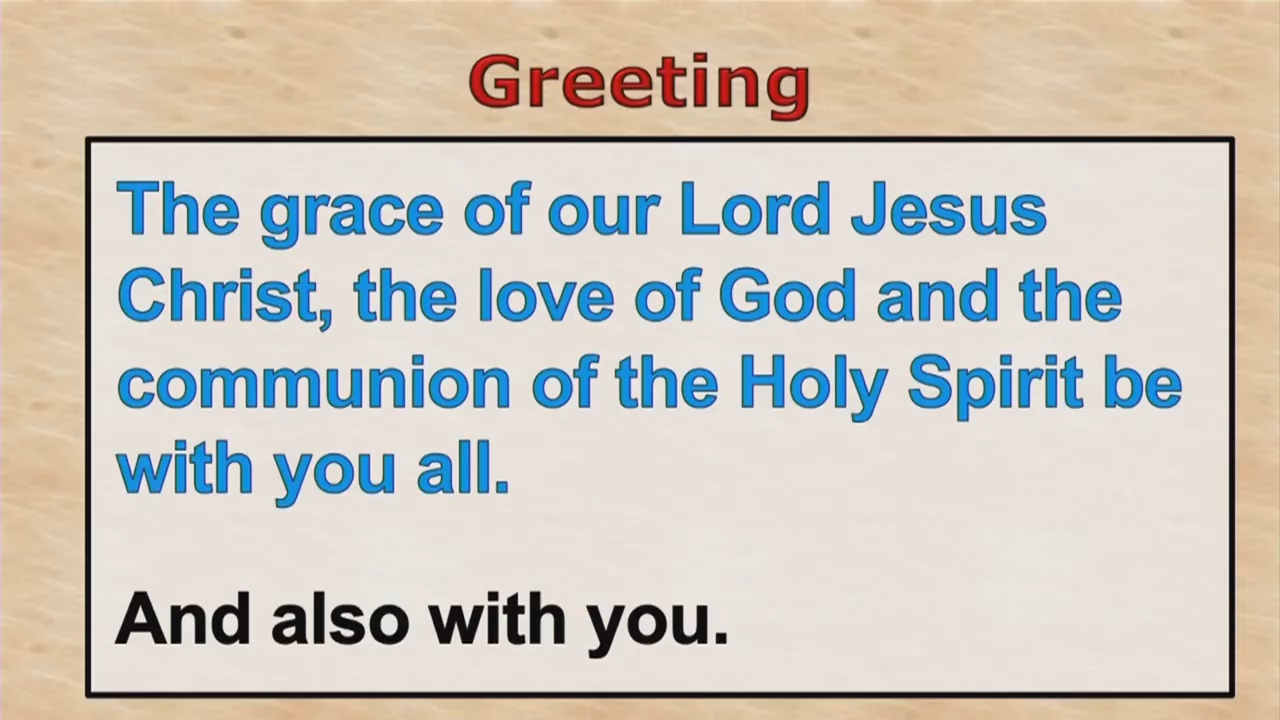 Greeting
The grace of our Lord Jesus
Christ, the love of God and the
communion of the Holy Spirit be
with you all.
And also with you.